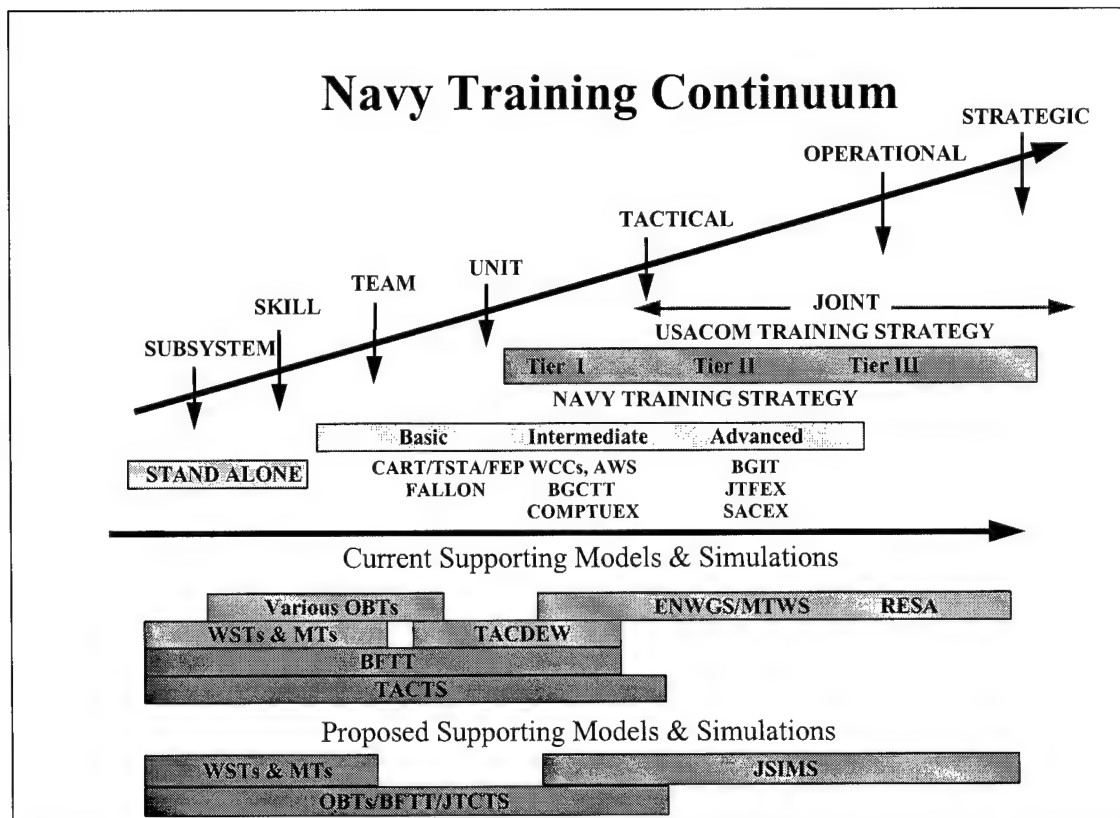 Navy Training Continuum
STRATEGIC
OPERATIONAL
TACTICAL
UNIT
TEAM
SKILL
SUBSYSTEM
JOINT
USACOM TRAINING STRATEGY
Tier I Tier II Tier III
NAVY TRAINING STRATEGY
Basic Intermediate Advanced
STAND ALONE
CART/TSTA/FEP WCCs, AWS BGIT
FALLON BGCTT JTFEX
COMPTUEX SACEX
Current Supporting Models & Simulations
Various OBTs ENWGS/MTWS RESA
WSTs & MTs TACDEW
BFTT
TACTS
Proposed Supporting Models & Simulations
WSTs & MTs JSIMS
OBTs/BFTT/JTCTS